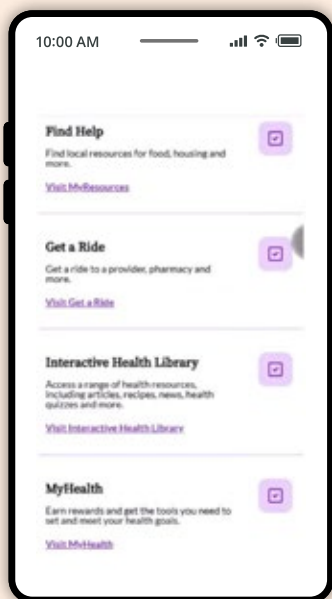 10:00 AM
Find Help
Find local resources for food, housing and
more.
Visit MyResources
Get a Ride
Get a ride to a provider, pharmacy and
more.
Visit Get a Ride
Interactive Health Library
Access a range of health resources,
including articles, recipes, news, health
quizzes and more.
Visit Interactive Health Library
MyHealth
Earn rewards and get the tools you need to
set and meet your health goals.
Visit MyHealth